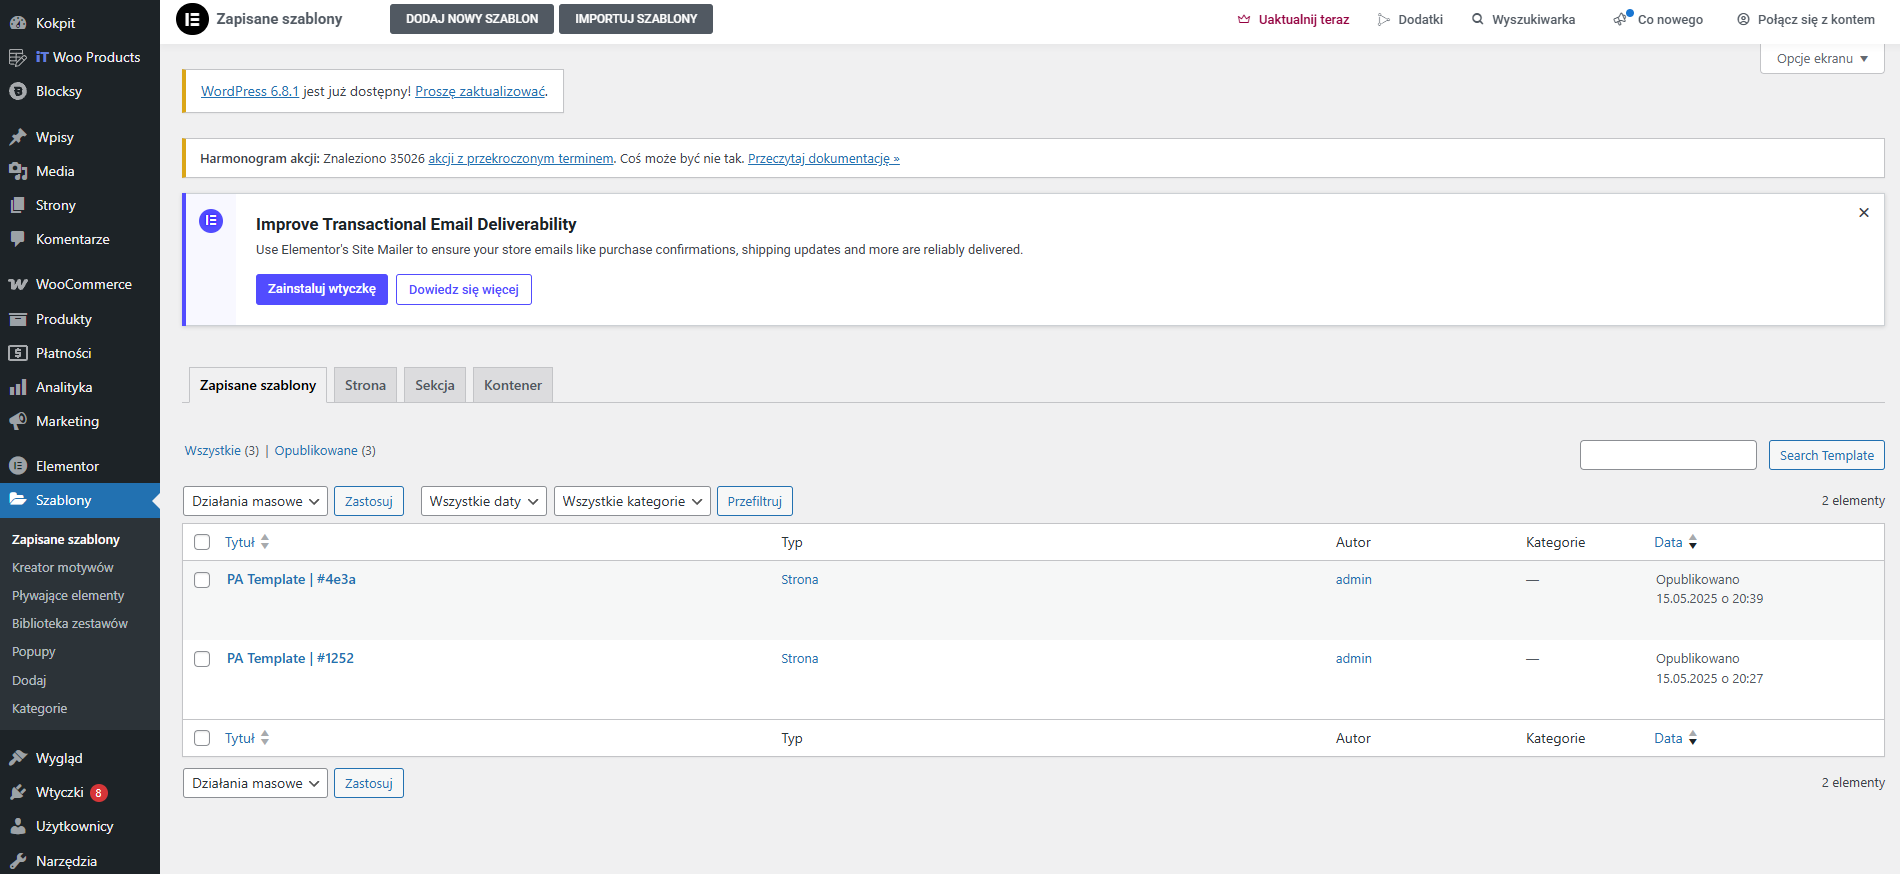 Kokpit
iT Woo Products
Blocksy
Wpisy
Media
Strony
Komentarze
WooCommerce
Produkty
Płatności
Analityka
Marketing
Elementor
Szablony
Zapisane szablony
Kreator motywów
Pływające elementy
Biblioteka zestawów
Popupy
Dodaj
Kategorie
Wygląd
Wtyczki 8
Użytkownicy
Narzędzia
Zapisane szablony DODAJ NOWY SZABLON IMPORTUJ SZABLONY Uaktualnij teraz Dodatki Wyszukiwarka Co nowego Połącz się z kontem
Opcje ekranu
WordPress 6.8.1 jest już dostępny! Proszę zaktualizować.
Harmonogram akcji: Znaleziono 35026 akcji z przekroczonym terminem. Coś może być nie tak. Przeczytaj dokumentację »
Improve Transactional Email Deliverability
Use Elementor's Site Mailer to ensure your store emails like purchase confirmations, shipping updates and more are reliably delivered.
Zainstaluj wtyczkę Dowiedz się więcej
Zapisane szablony Strona Sekcja Kontener
Wszystkie (3) | Opublikowane (3)
Search Template
Działania masowe Zastosuj Wszystkie daty Wszystkie kategorie Przefiltruj 2 elementy
Tytuł Typ Autor Kategorie Data
PA Template | #4e3a Strona admin — Opublikowano
15.05.2025 o 20:39
PA Template | #1252 Strona admin — Opublikowano
15.05.2025 o 20:27
Tytuł Typ Autor Kategorie Data
Działania masowe Zastosuj 2 elementy